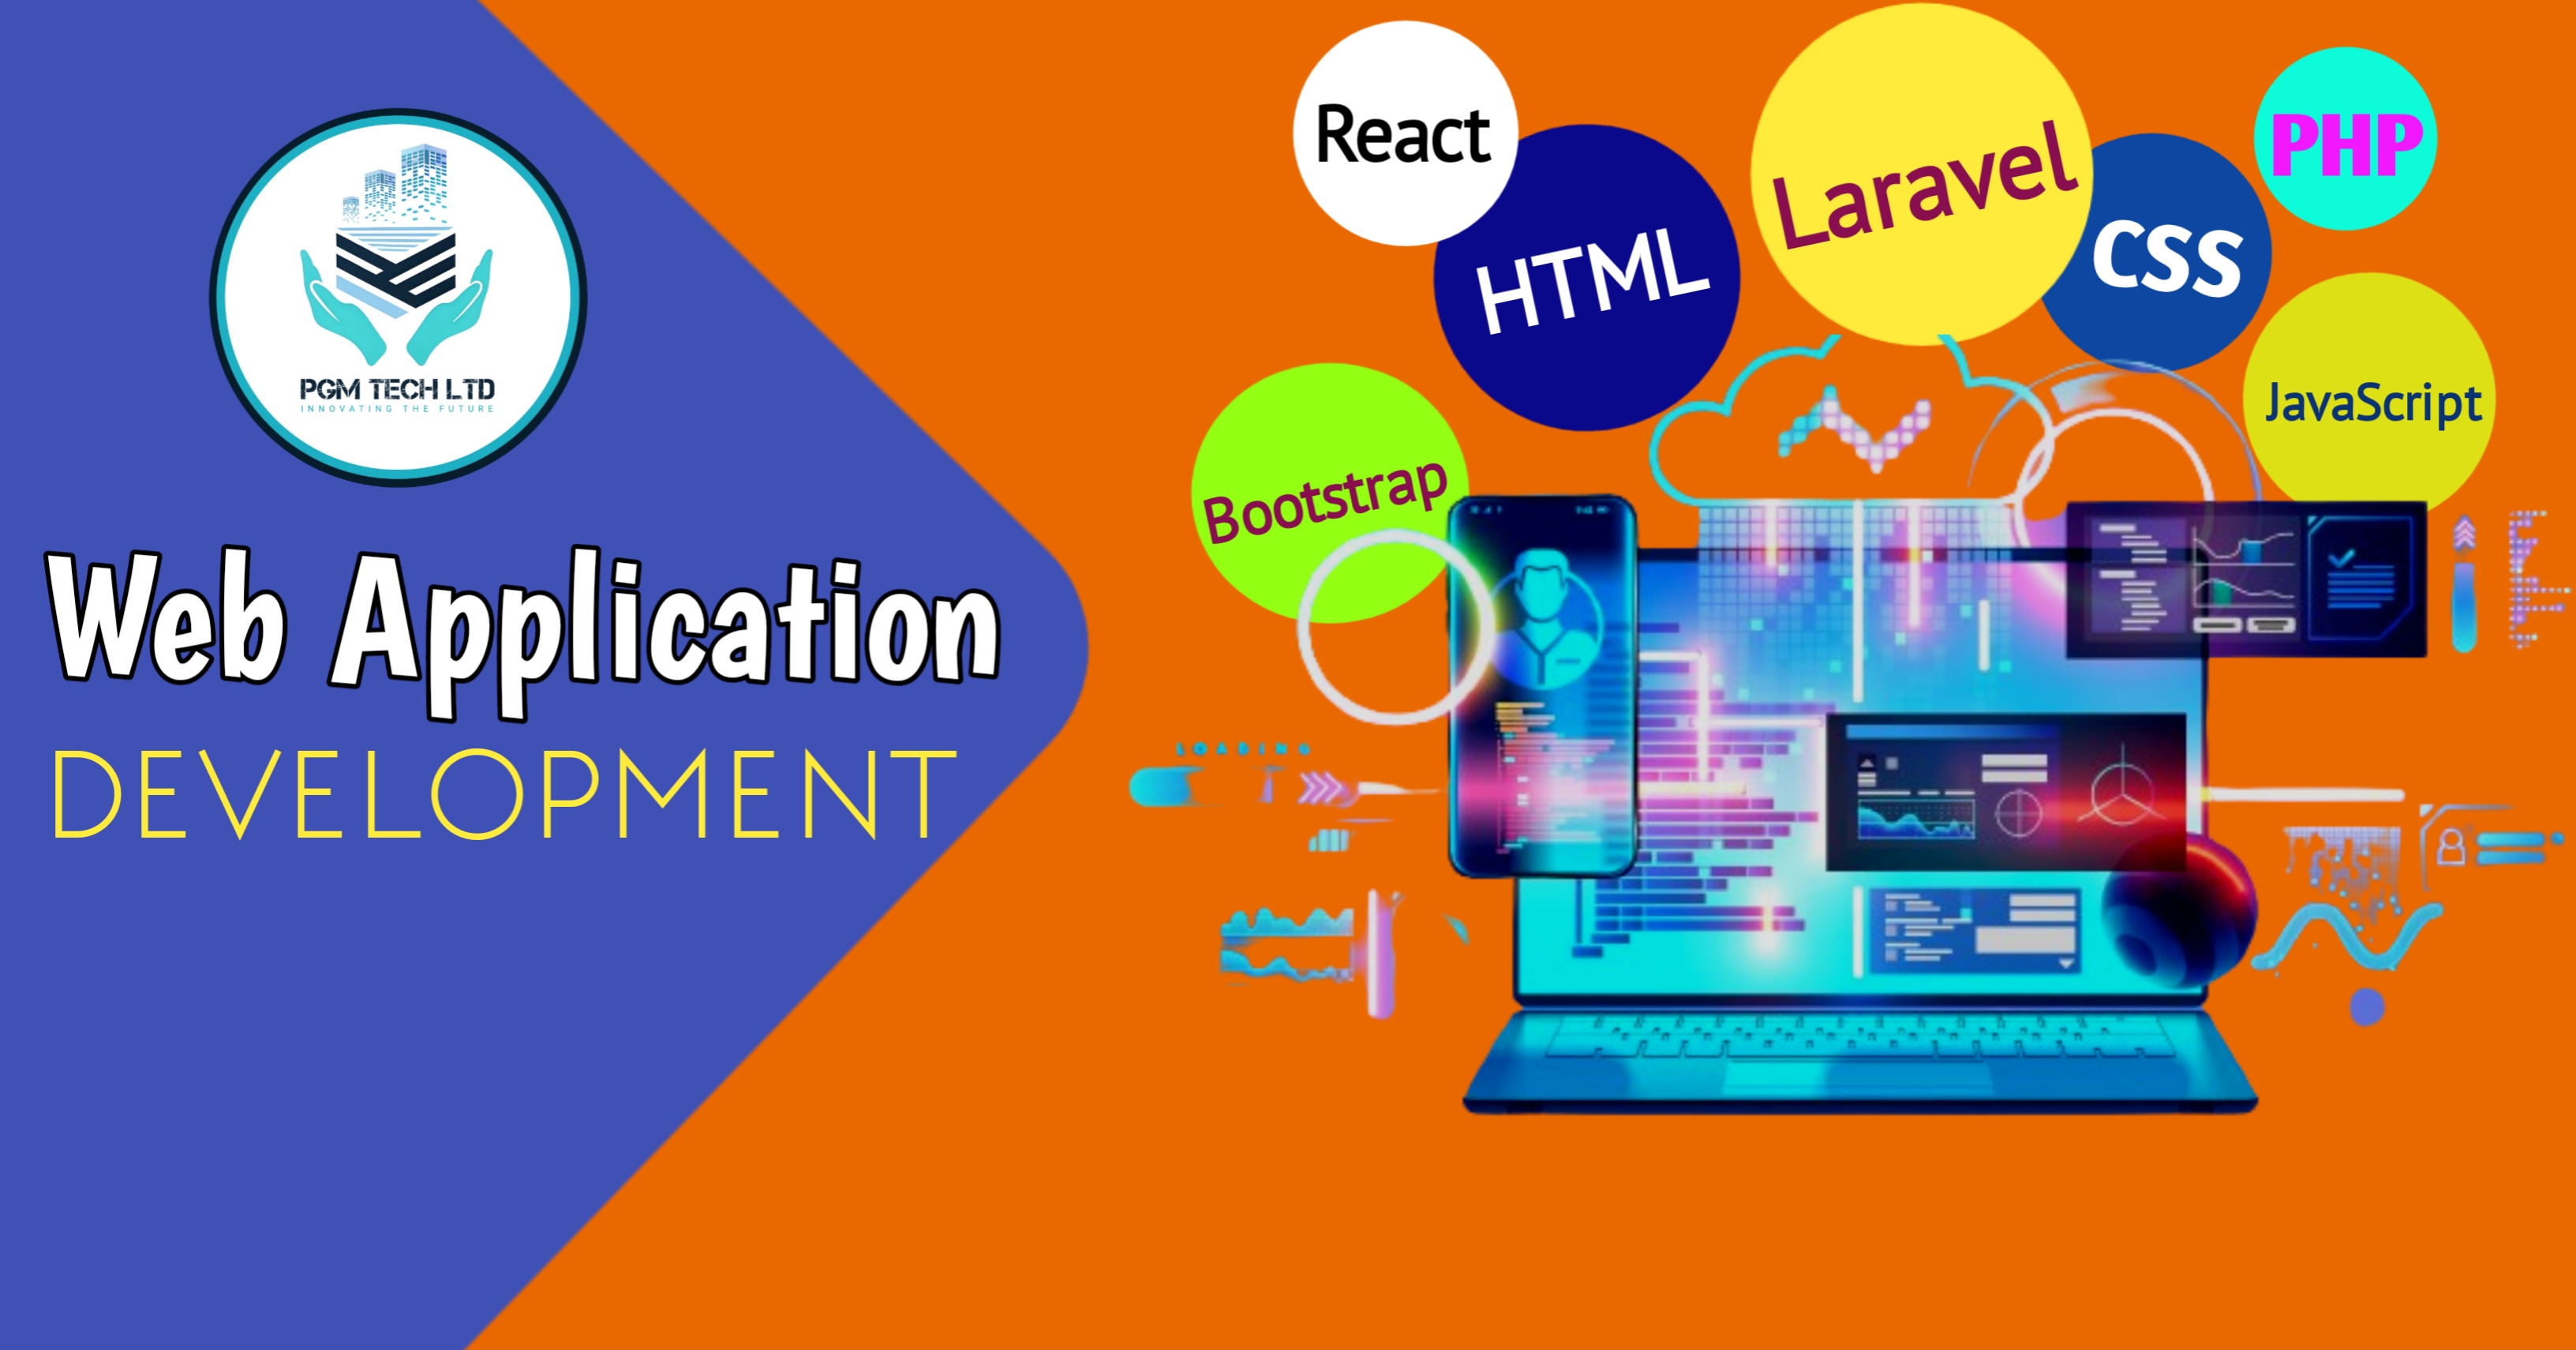 PGM TECH LTD
INNOVATING THE FUTURE
Web Application
DEVELOPMENT
React
HTML
Laravel
CSS
PHP
JavaScript
Bootstrap
LOADING